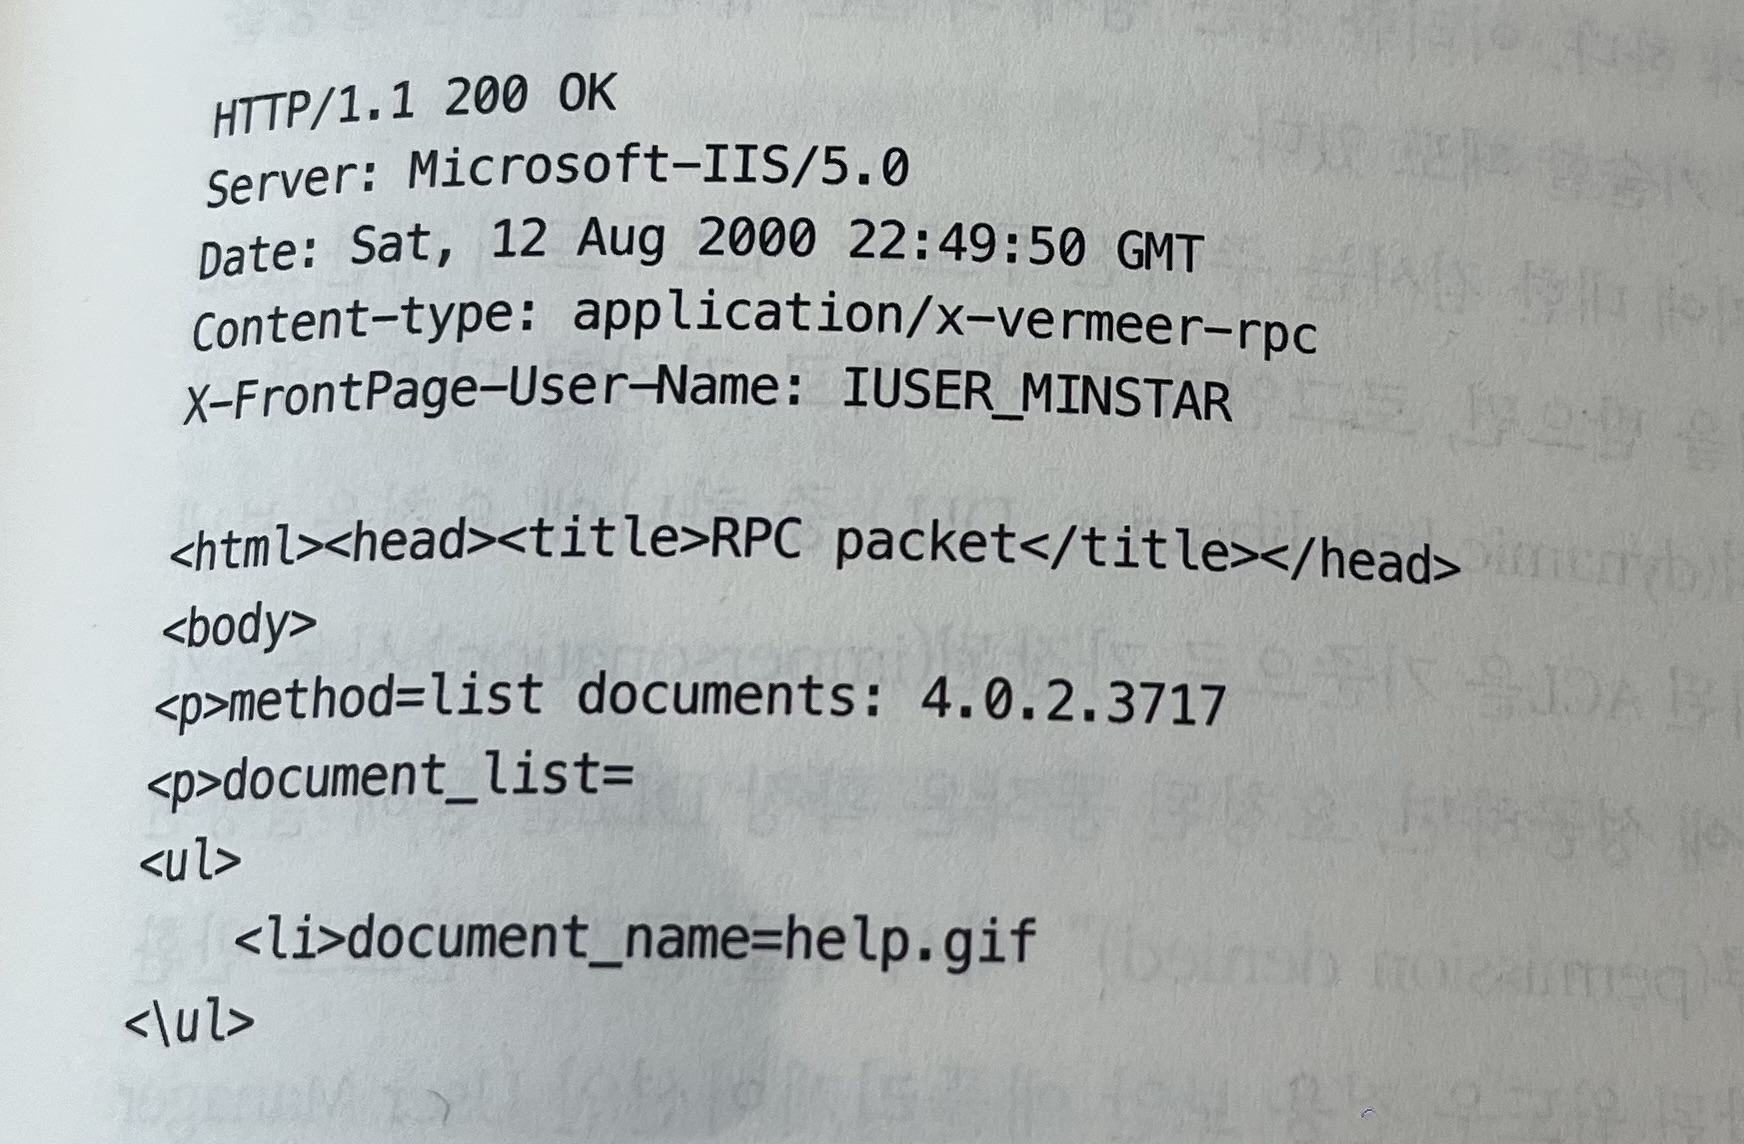 HTTP/1.1 200 OK
Server: Microsoft-IIS/5.0
Date: Sat, 12 Aug 2000 22:49:50 GMT
Content-type: application/x-vermeer-rpc
X-FrontPage-User-Name: IUSER_MINSTAR
<html><head><title>RPC packet</title></head>
<body>
<p>method=list documents: 4.0.2.3717
<p>document_list=
<ul>
<li>document_name=help.gif
<\ul>